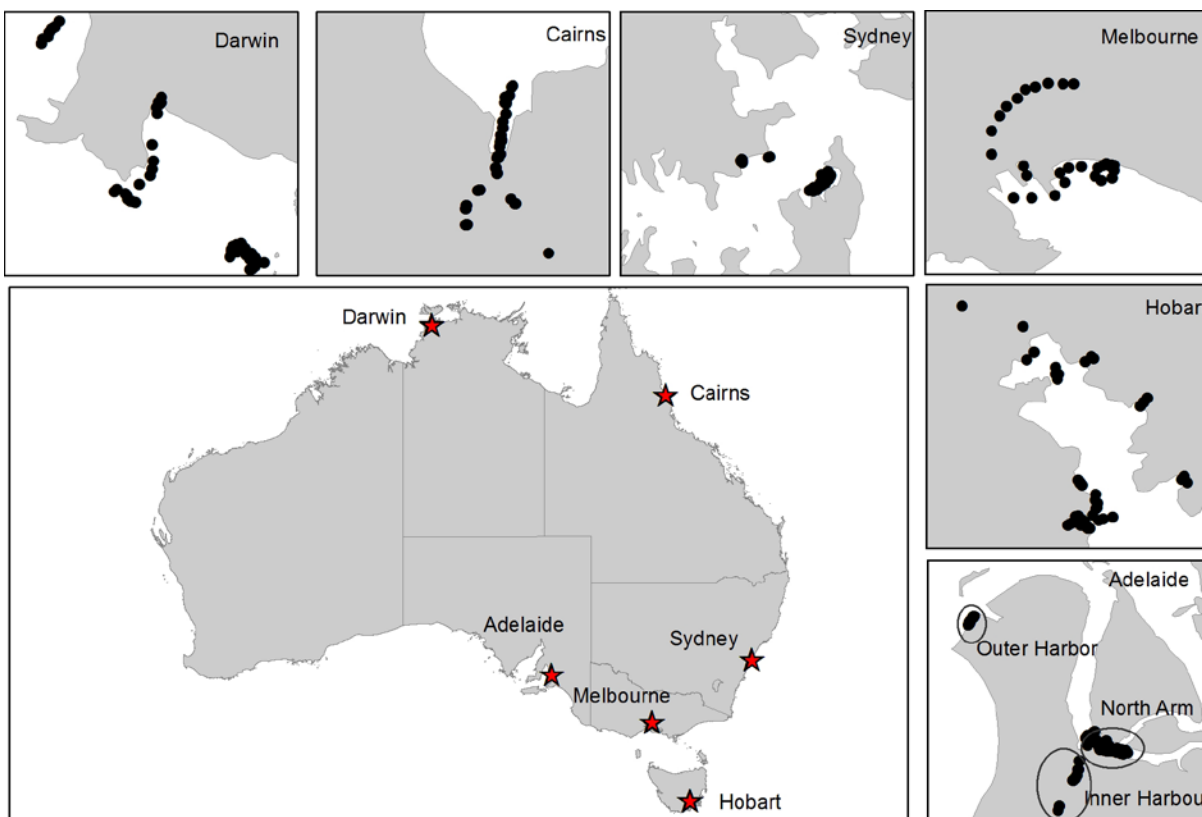 Darwin
Cairns
Sydney
Melbourne
Darwin
Cairns
Adelaide
Sydney
Melbourne
Hobart
Hobar
Adelaide
Outer Harbor
North Arm
Inner Harbou